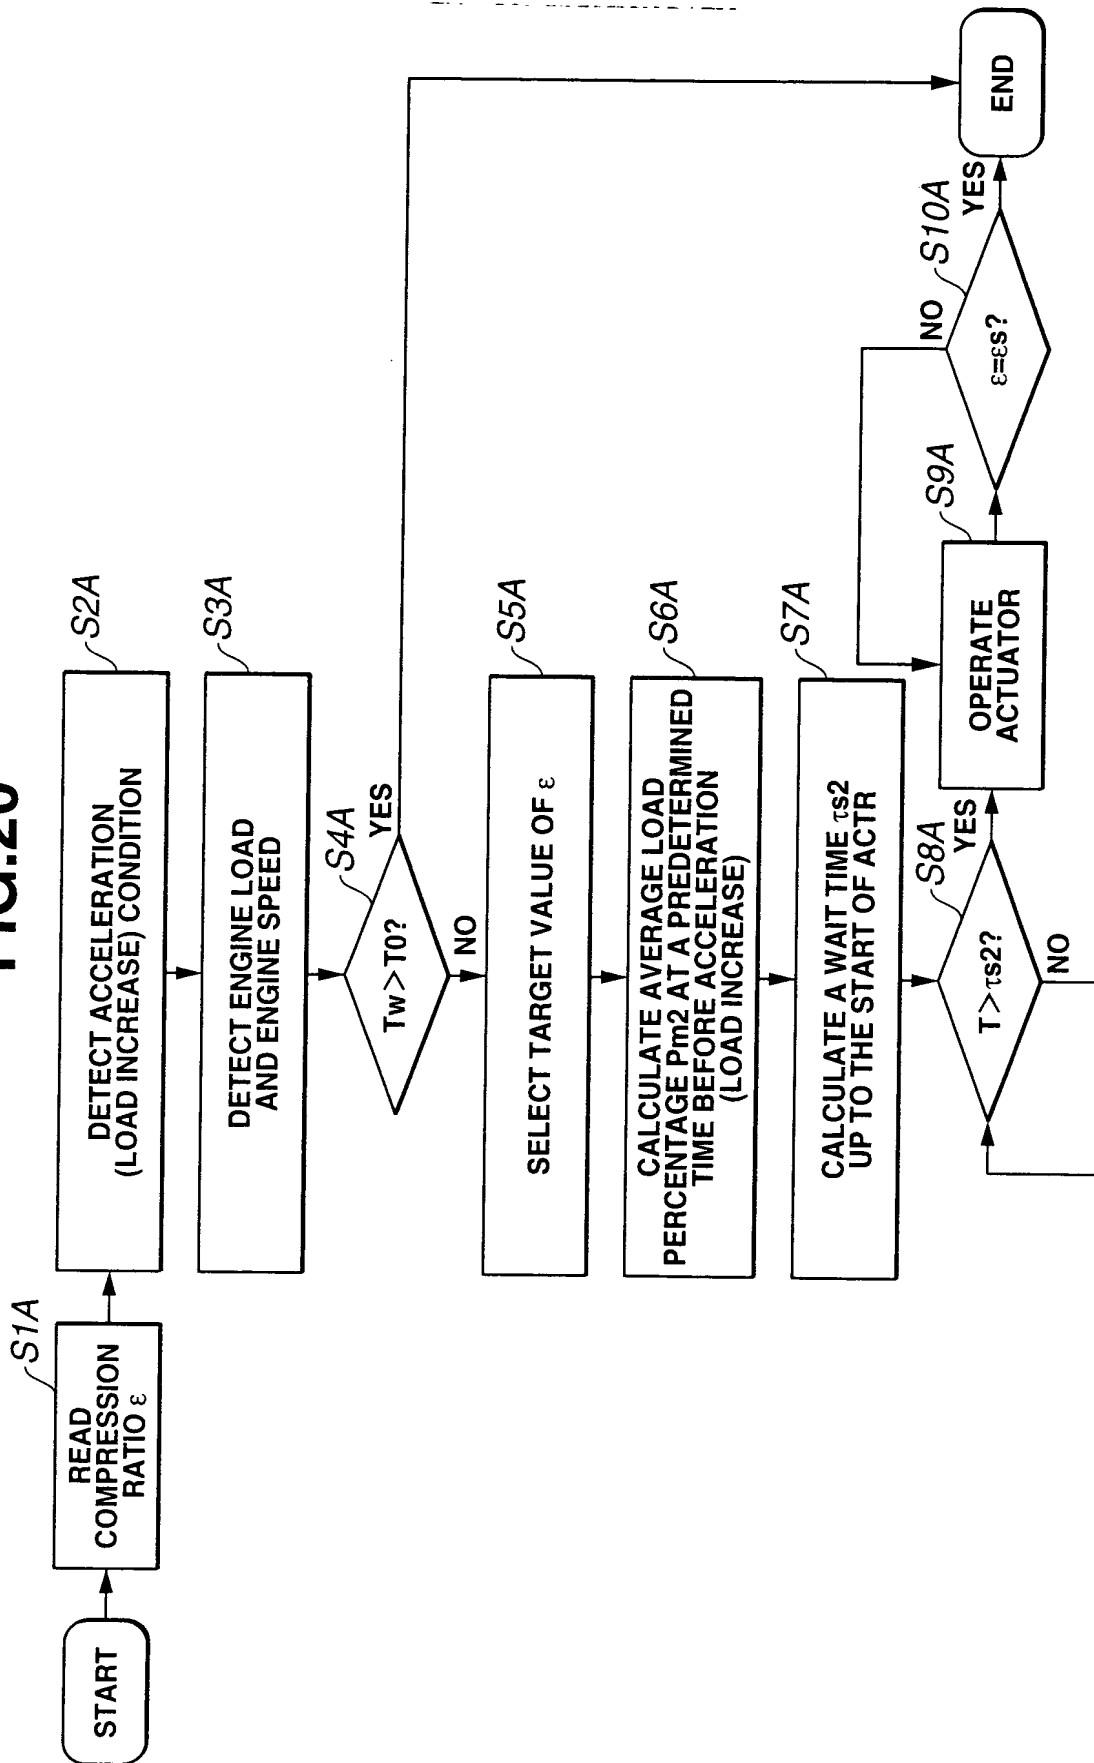 START
S1A
READ
COMPRESSION
RATIO ε
S2A
DETECT ACCELERATION
(LOAD INCREASE) CONDITION
S3A
DETECT ENGINE LOAD
AND ENGINE SPEED
S4A
Tw > T0?
YES
NO
S5A
SELECT TARGET VALUE OF ε
S6A
CALCULATE AVERAGE LOAD
PERCENTAGE Pm2 AT A PREDETERMINED
TIME BEFORE ACCELERATION
(LOAD INCREASE)
S7A
CALCULATE A WAIT TIME τs2
UP TO THE START OF ACTR
S8A
T > τs2?
YES
NO
S9A
OPERATE
ACTUATOR
S10A
ε=εs?
NO
YES
END